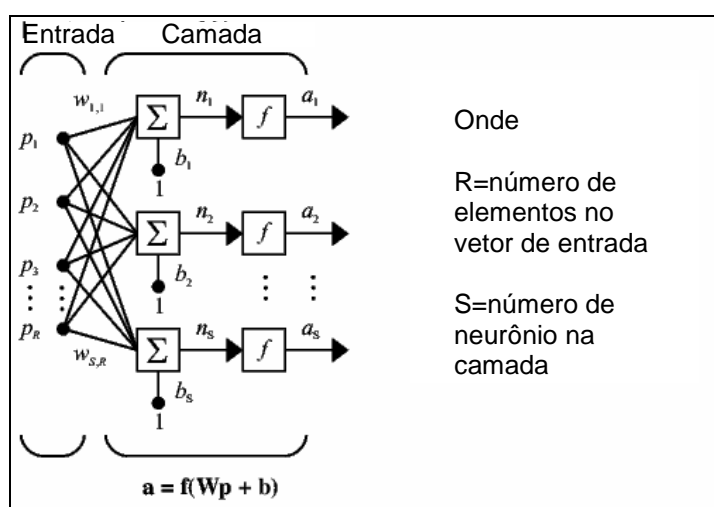 Entrada Camada
w1,1 n1 a1
Σ f
p1 b1
1
p2 n2 a2
Σ f
p3 b2
1
⋮ ⋮ ⋮ ⋮
pR nS aS
Σ f
wS,R
bS
1
a = f(Wp + b)
Onde
R=número de
elementos no
vetor de entrada
S=número de
neurônio na
camada